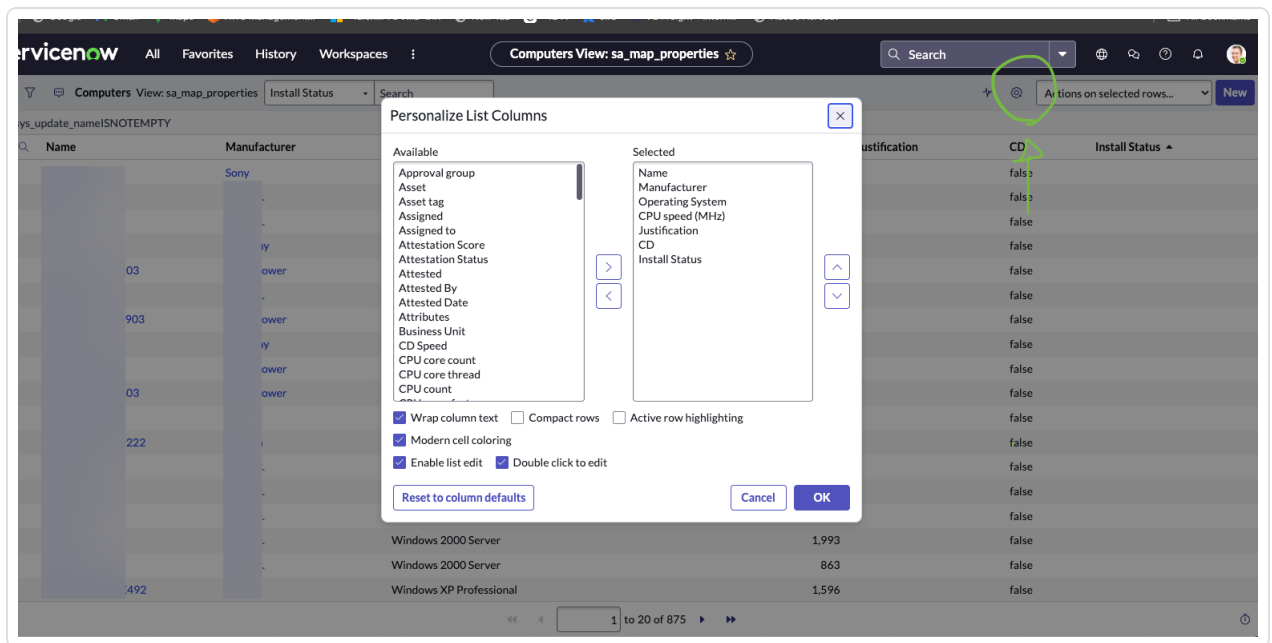 servicenow All Favorites History Workspaces Computers View: sa_map_properties Search
Computers View: sa_map_properties Install Status Search Actions on selected rows... New
sys_update_nameISNOTEMPTY
Name Manufacturer Justification CD Install Status
Personalize List Columns
Available
Approval group
Asset
Asset tag
Assigned
Assigned to
Attestation Score
Attestation Status
Attested
Attested By
Attested Date
Attributes
Business Unit
CD Speed
CPU core count
CPU core thread
CPU count
Selected
Name
Manufacturer
Operating System
CPU speed (MHz)
Justification
CD
Install Status
Wrap column text Compact rows Active row highlighting
Modern cell coloring
Enable list edit Double click to edit
Reset to column defaults Cancel OK
Sony false
false
false
ny false
03 ower false
false
903 ower false
ny false
ower false
03 ower false
false
222 false
false
false
false
Windows 2000 Server 1,993 false
Windows 2000 Server 863 false
492 Windows XP Professional 1,596 false
1 to 20 of 875